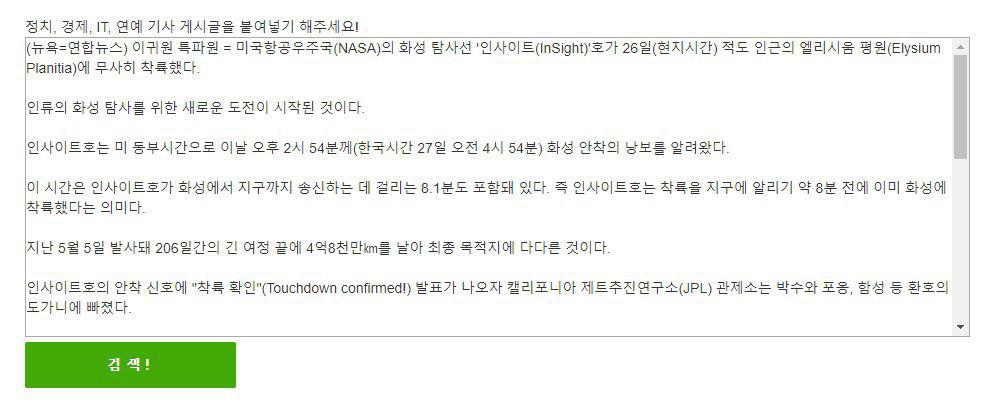 정치, 경제, IT, 연예 기사 게시글을 붙여넣기 해주세요!
(뉴욕=연합뉴스) 이귀원 특파원 = 미국항공우주국(NASA)의 화성 탐사선 '인사이트(InSight)'호가 26일(현지시간) 적도 인근의 엘리시움 평원(Elysium
Planitia)에 무사히 착륙했다.
인류의 화성 탐사를 위한 새로운 도전이 시작된 것이다.
인사이트호는 미 동부시간으로 이날 오후 2시 54분께(한국시간 27일 오전 4시 54분) 화성 안착의 낭보를 알려왔다.
이 시간은 인사이트호가 화성에서 지구까지 송신하는 데 걸리는 8.1분도 포함돼 있다. 즉 인사이트호는 착륙을 지구에 알리기 약 8분 전에 이미 화성에
착륙했다는 의미다.
지난 5월 5일 발사돼 206일간의 긴 여정 끝에 4억8천만㎞를 날아 최종 목적지에 다다른 것이다.
인사이트호의 안착 신호에 "착륙 확인"(Touchdown confirmed!) 발표가 나오자 캘리포니아 제트추진연구소(JPL) 관제소는 박수와 포옹, 함성 등 환호의
도가니에 빠졌다.
검 색 !